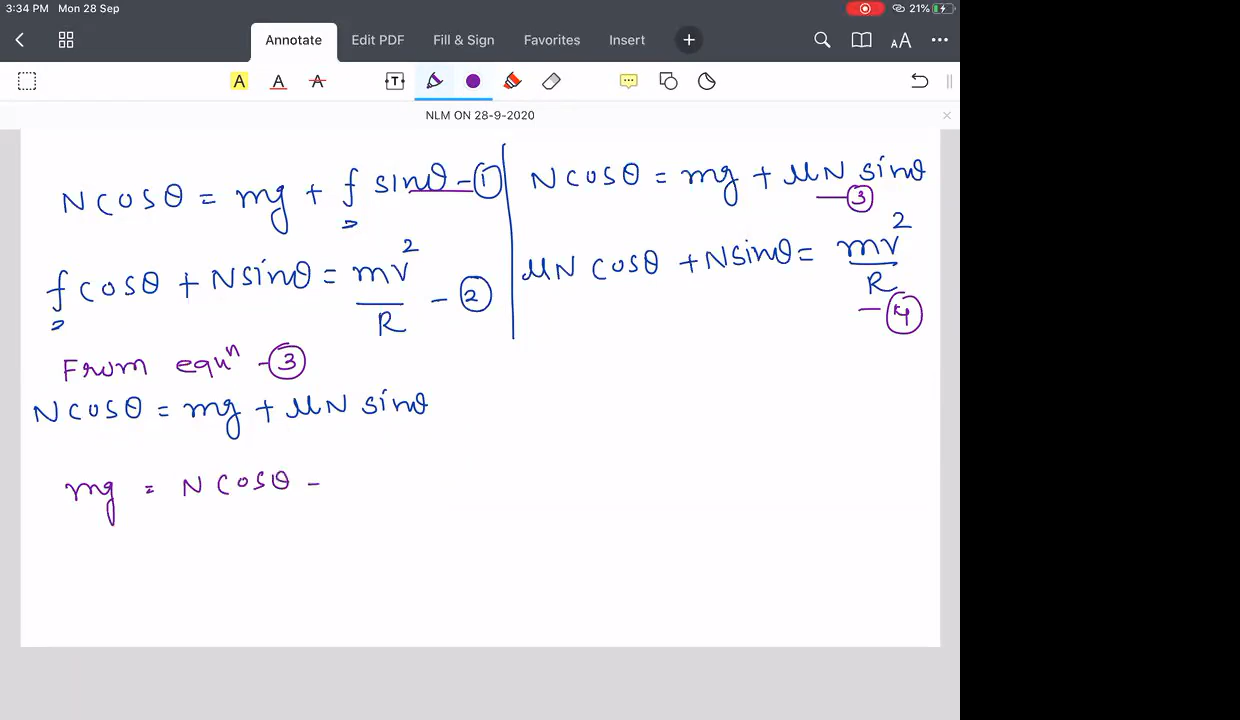 3:34 PM Mon 28 Sep
21%
Annotate Edit PDF Fill & Sign Favorites Insert +
AA
A A A T
NLM ON 28-9-2020
N cosθ = mg + f sinθ - ①
f cosθ + N sinθ = mv²/R - ②
N cosθ = mg + μN sinθ
- ③
μN cosθ + N sinθ = mv²/R
- ④
From equⁿ - ③
N cosθ = mg + μN sinθ
mg = N cosθ -